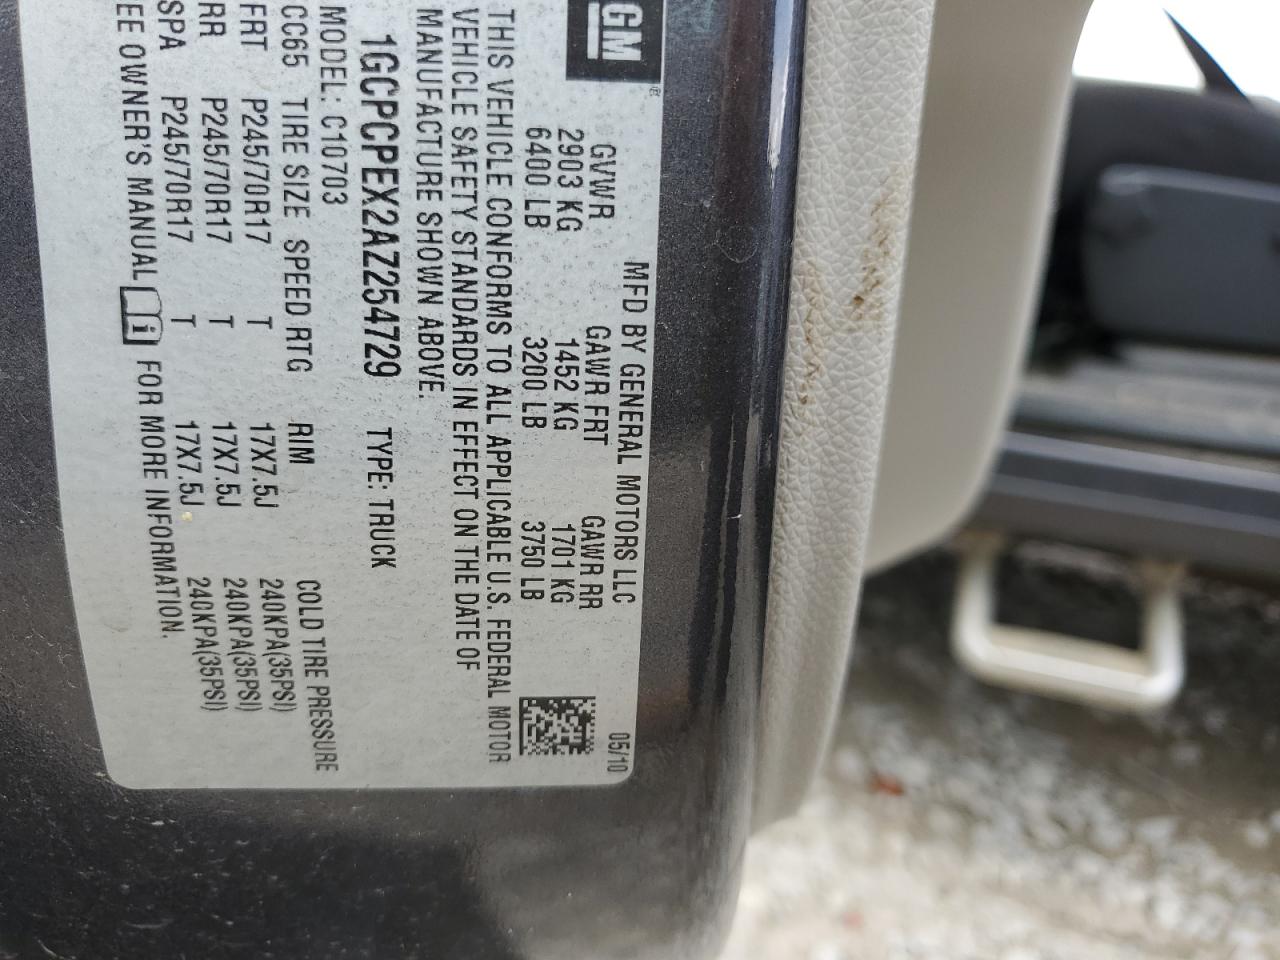 GM®
MFD BY GENERAL MOTORS LLC 05/10
GVWR GAWR FRT GAWR RR
2903 KG 1452 KG 1701 KG
6400 LB 3200 LB 3750 LB
THIS VEHICLE CONFORMS TO ALL APPLICABLE U.S. FEDERAL MOTOR
VEHICLE SAFETY STANDARDS IN EFFECT ON THE DATE OF
MANUFACTURE SHOWN ABOVE.
1GCPCPEX2AZ254729 TYPE: TRUCK
MODEL: C10703
CC65 TIRE SIZE SPEED RTG RIM COLD TIRE PRESSURE
FRT P245/70R17 T 17X7.5J 240KPA(35PSI)
RR P245/70R17 T 17X7.5J 240KPA(35PSI)
SPA P245/70R17 T 17X7.5J 240KPA(35PSI)
EE OWNER'S MANUAL i FOR MORE INFORMATION.